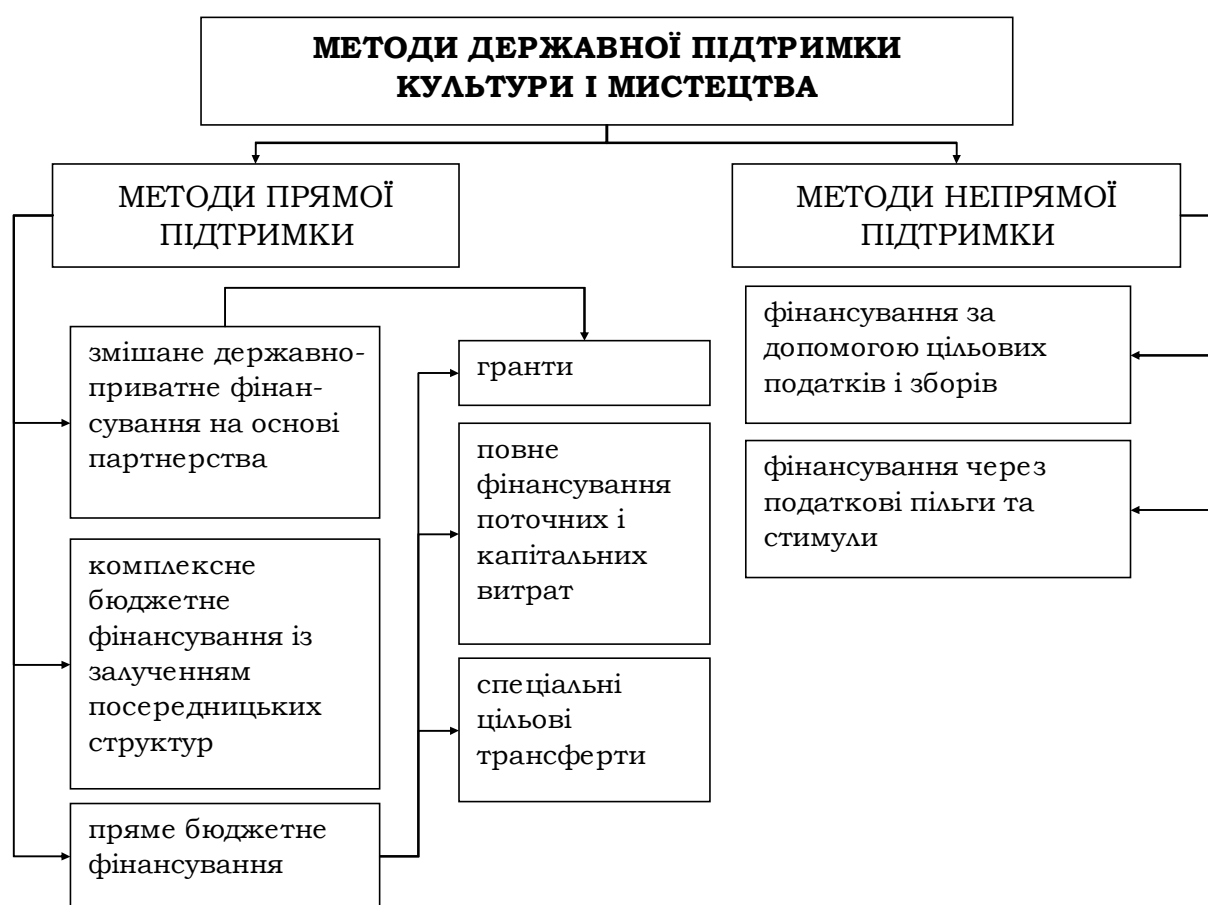 МЕТОДИ ДЕРЖАВНОЇ ПІДТРИМКИ
КУЛЬТУРИ І МИСТЕЦТВА
МЕТОДИ ПРЯМОЇ
ПІДТРИМКИ
МЕТОДИ НЕПРЯМОЇ
ПІДТРИМКИ
змішане державно-
приватне фінан-
сування на основі
партнерства
комплексне
бюджетне
фінансування із
залученням
посередницьких
структур
пряме бюджетне
фінансування
гранти
повне
фінансування
поточних і
капітальних
витрат
спеціальні
цільові
трансферти
фінансування за
допомогою цільових
податків і зборів
фінансування через
податкові пільги та
стимули